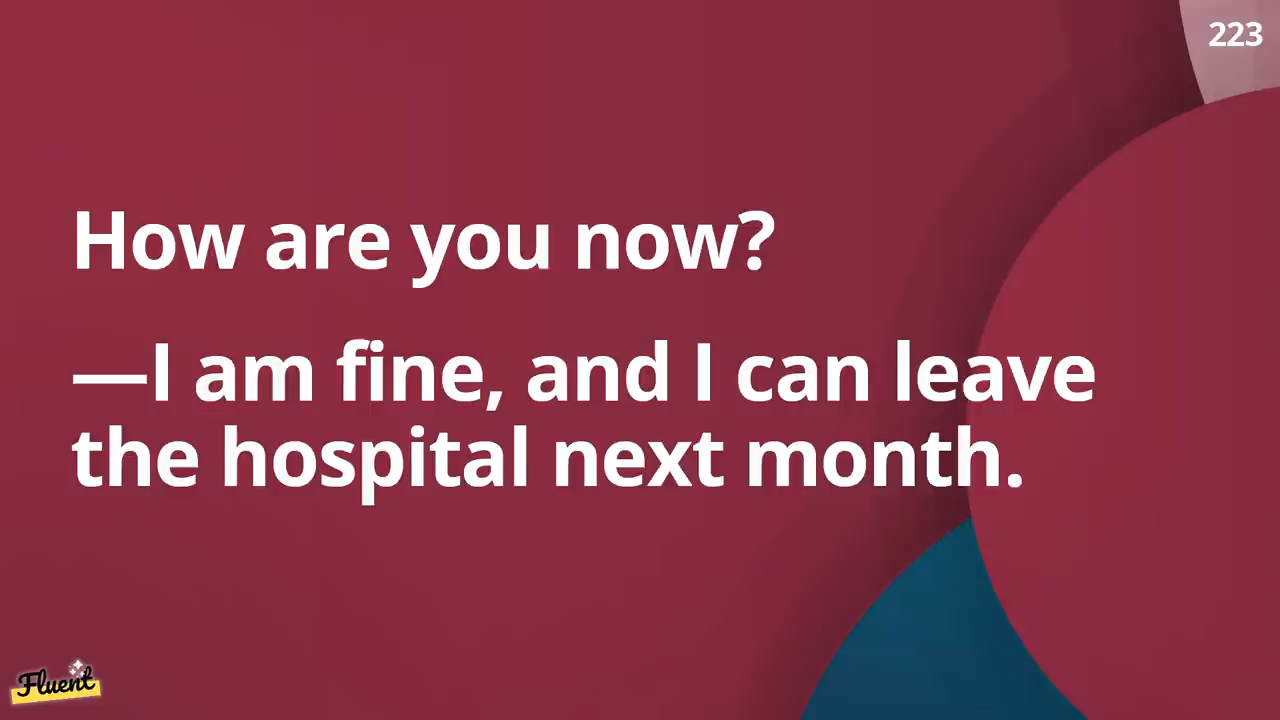 223
How are you now?
—I am fine, and I can leave
the hospital next month.
Fluent